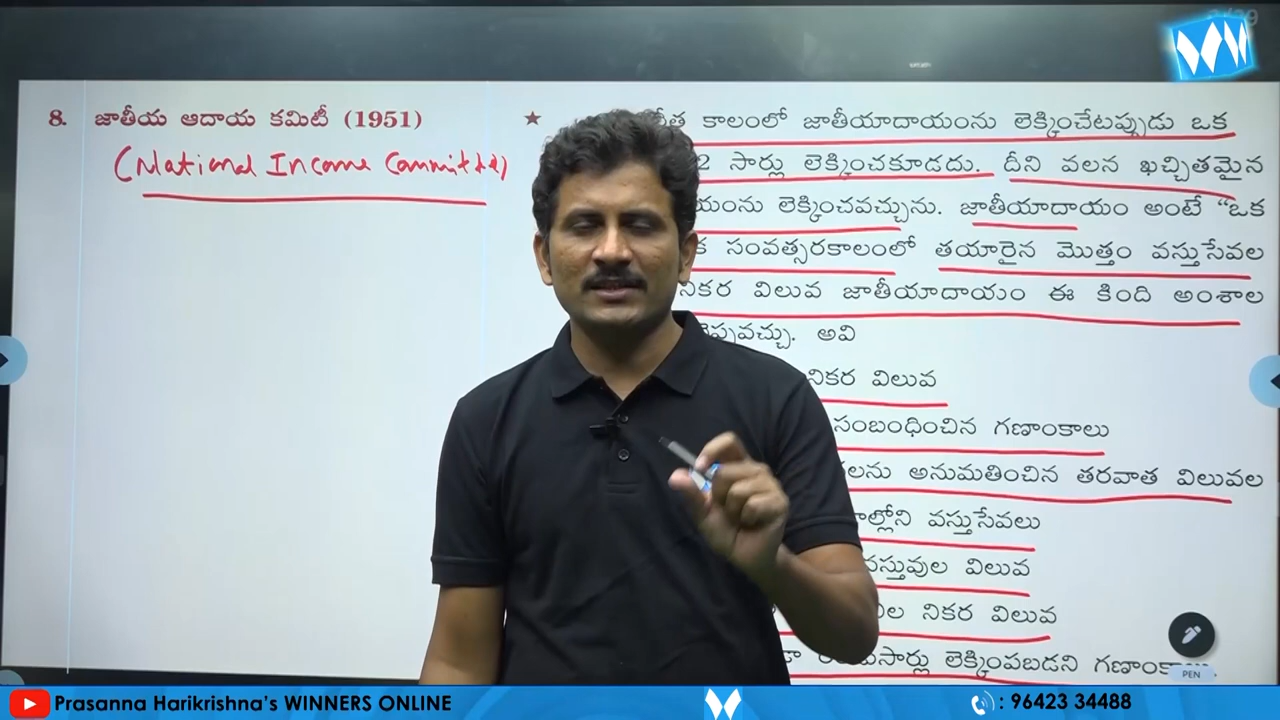 8. జాతీయ ఆదాయ కమిటీ (1951)
(National Income Committee)
★ కాలంలో జాతీయాదాయంను లెక్కించేటప్పుడు ఒక
2 సార్లు లెక్కించకూడదు. దీని వలన ఖచ్చితమైన
లెక్కించవచ్చును. జాతీయాదాయం అంటే “ఒక
సంవత్సరకాలంలో తయారైన మొత్తం వస్తుసేవల
నికర విలువ జాతీయాదాయం ఈ కింది అంశాల
చెప్పవచ్చు. అవి
నికర విలువ
సంబంధించిన గణాంకాలు
అనుమతించిన తరవాత విలువల
వస్తుసేవలు
వస్తువుల విలువ
నికర విలువ
లెక్కింపబడని గణాంకాలు.
PEN
Prasanna Harikrishna's WINNERS ONLINE
: 96423 34488